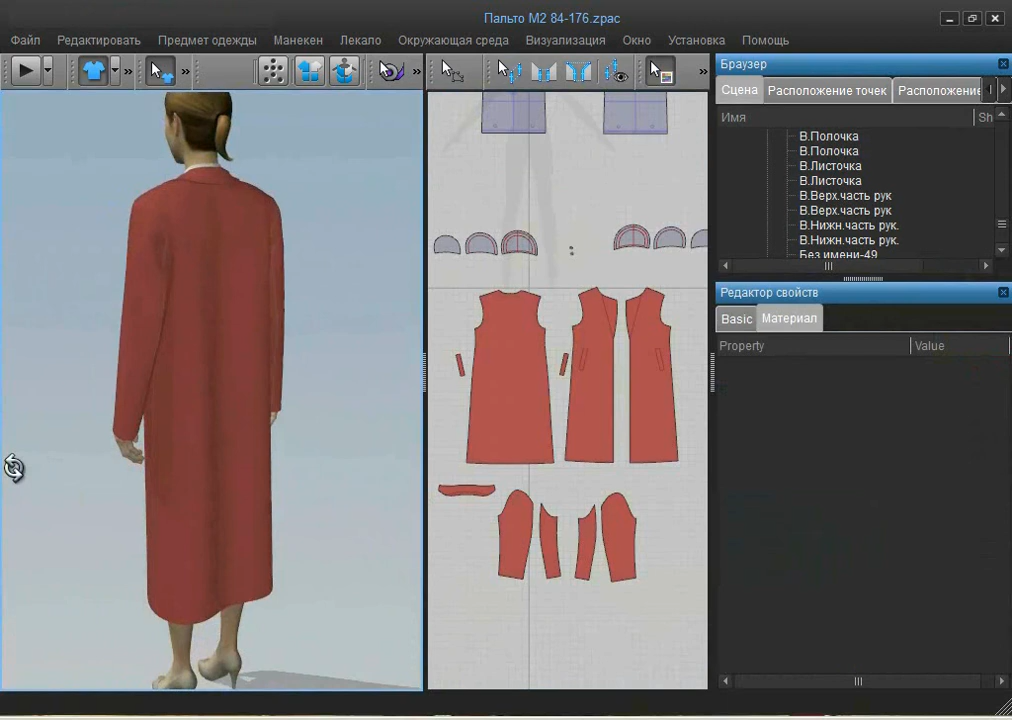 Пальто М2 84-176.zpac
Файл Редактировать Предмет одежды Манекен Лекало Окружающая среда Визуализация Окно Установка Помощь
Браузер
Сцена Расположение точек Расположение
Имя Sh
В.Полочка
В.Полочка
В.Листочка
В.Листочка
В.Верх.часть рук
В.Верх.часть рук
В.Нижн.часть рук.
В.Нижн.часть рук.
Без имени-49
Редактор свойств
Basic Материал
Property Value